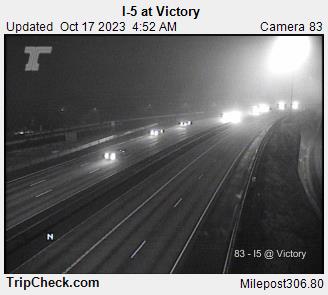 I-5 at Victory
Updated Oct 17 2023 4:52 AM Camera 83
T
N
83 - I5 @ Victory
TripCheck.com Milepost306.80